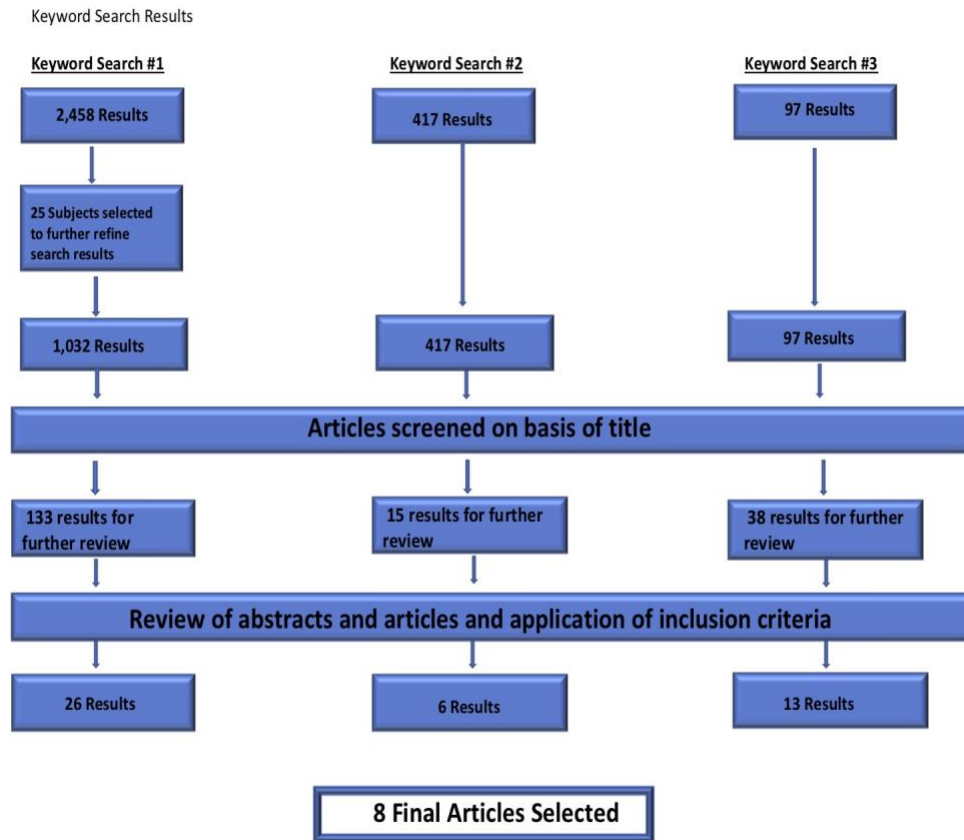 Keyword Search Results
Keyword Search #1
Keyword Search #2
Keyword Search #3
2,458 Results
417 Results
97 Results
25 Subjects selected
to further refine
search results
1,032 Results
417 Results
97 Results
Articles screened on basis of title
133 results for
further review
15 results for further
review
38 results for further
review
Review of abstracts and articles and application of inclusion criteria
26 Results
6 Results
13 Results
8 Final Articles Selected